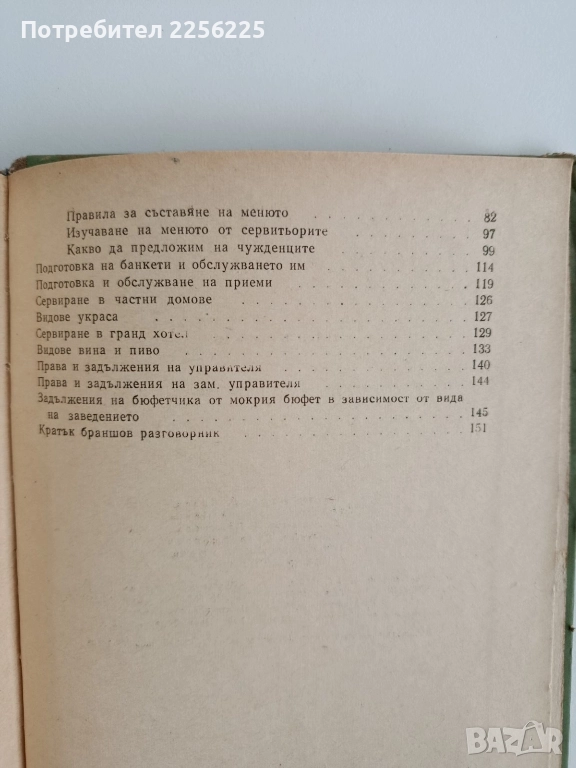 Потребител 2256225
Правила за съставяне на менюто . . . . . . . . . . . 82
Изучаване на менюто от сервитьорите . . . . . . . . 97
Какво да предложим на чужденците . . . . . . . . . 99
Подготовка на банкети и обслужването им . . . . . . . . 114
Подготовка и обслужване на приеми . . . . . . . . . . 119
Сервиране в частни домове . . . . . . . . . . . . . 126
Видове украса . . . . . . . . . . . . . . . . 127
Сервиране в гранд хотел . . . . . . . . . . . . . 129
Видове вина и пиво . . . . . . . . . . . . . . . 133
Права и задължения на управителя . . . . . . . . . . 140
Права и задължения на зам. управителя . . . . . . . . . 144
Задължения на бюфетчика от мокрия бюфет в зависимост от вида
на заведението . . . . . . . . . . . . . . . 145
Кратък браншов разговорник . . . . . . . . . . . . 151
BAZAR